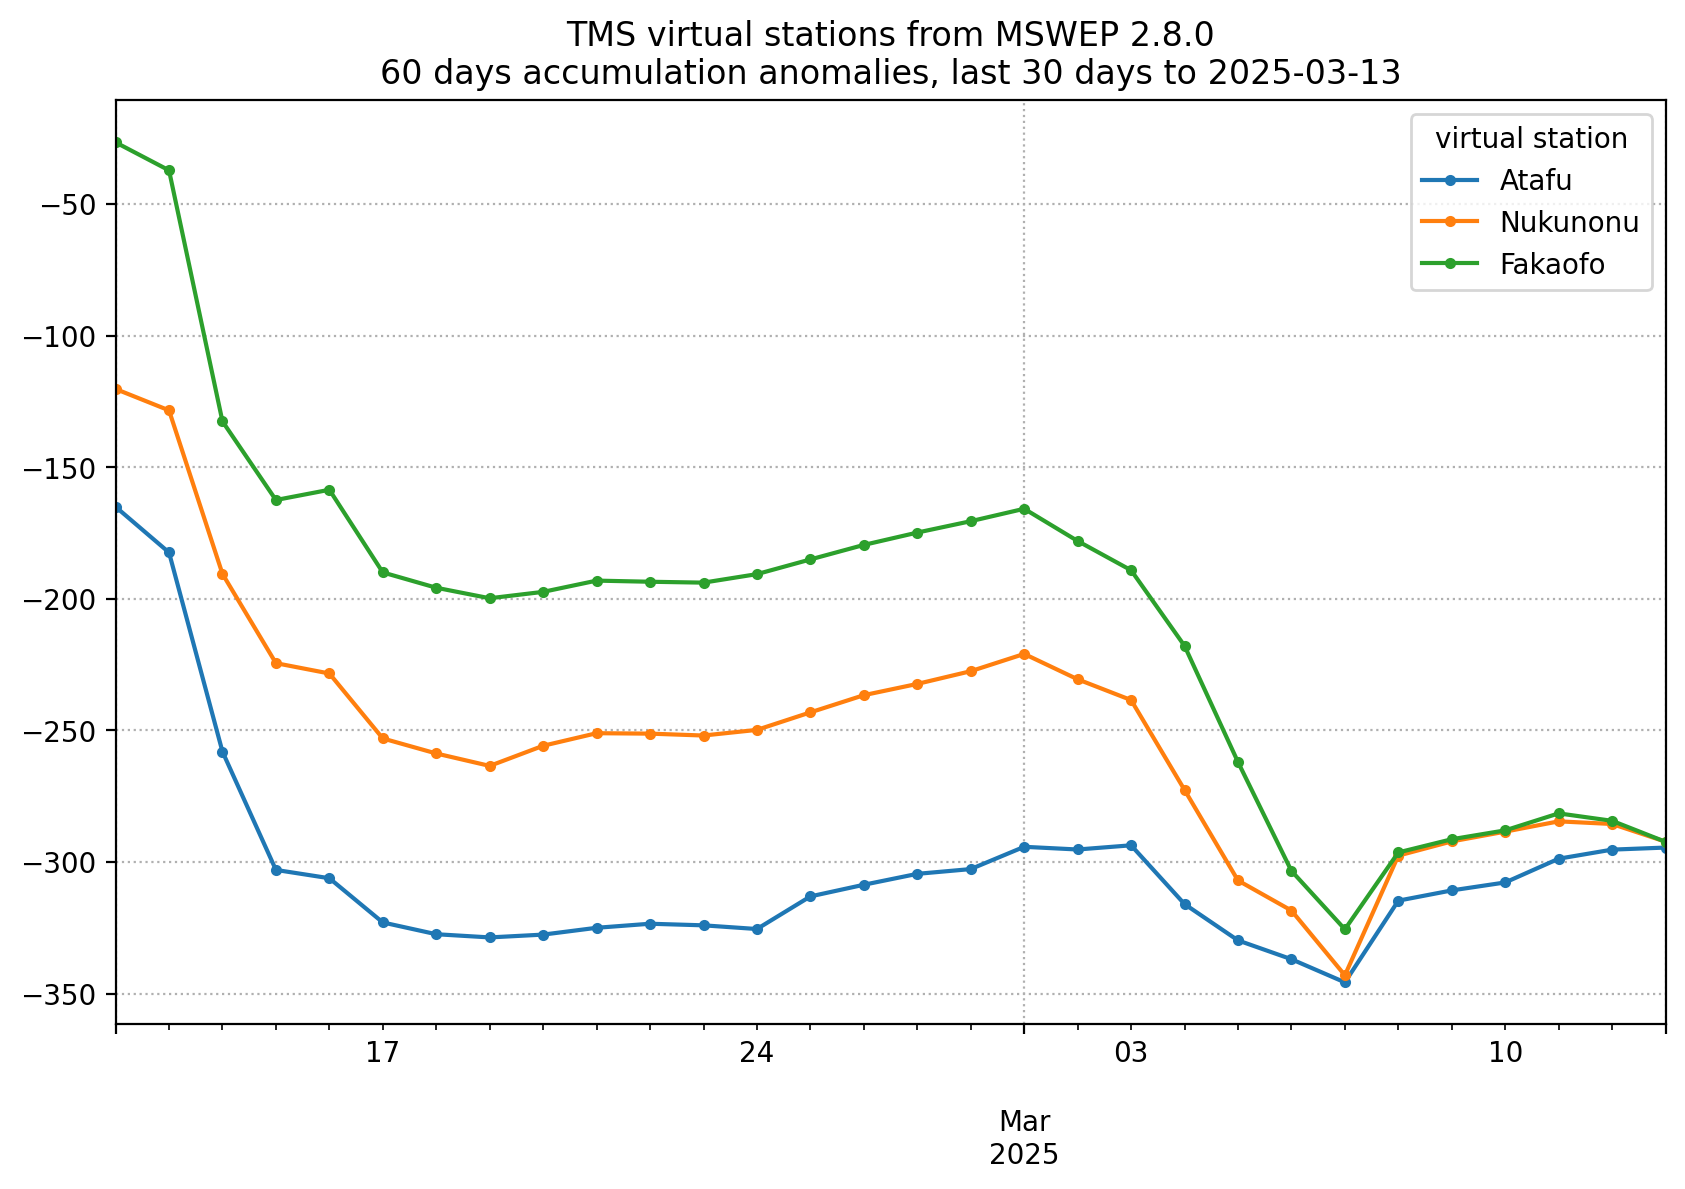 TMS virtual stations from MSWEP 2.8.0
60 days accumulation anomalies, last 30 days to 2025-03-13
virtual station
Atafu
Nukunonu
Fakaofo
−50
−100
−150
−200
−250
−300
−350
17
24
03
10
Mar
2025